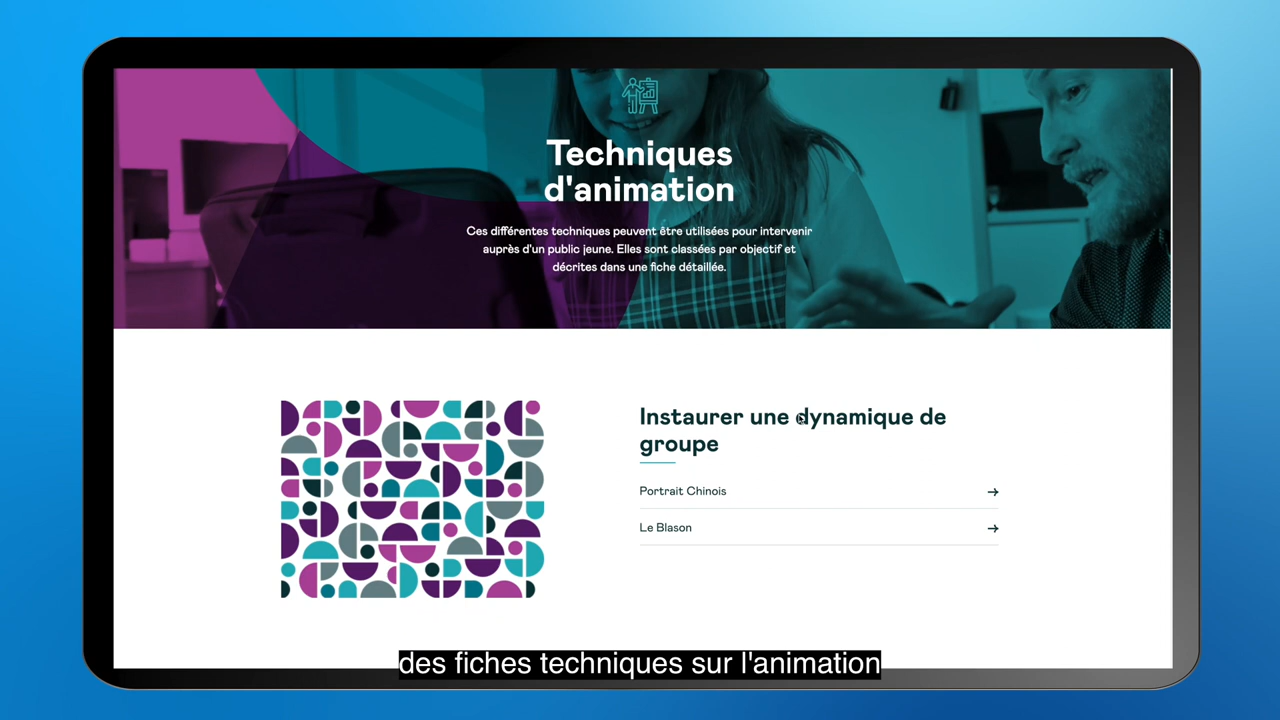 Techniques
d'animation
Ces différentes techniques peuvent être utilisées pour intervenir
auprès d'un public jeune. Elles sont classées par objectif et
décrites dans une fiche détaillée.
Instaurer une dynamique de
groupe
Portrait Chinois
Le Blason
des fiches techniques sur l'animation